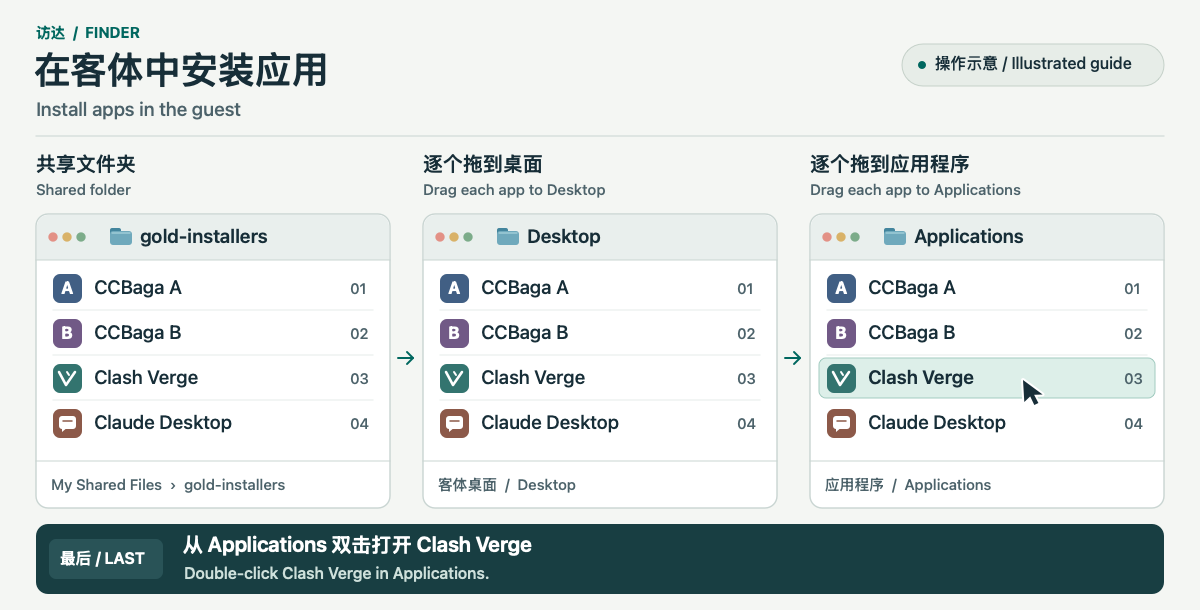 访达 / FINDER
在客体中安装应用
Install apps in the guest
操作示意 / Illustrated guide
共享文件夹
Shared folder
gold-installers
A CCBaga A 01
B CCBaga B 02
Clash Verge 03
Claude Desktop 04
My Shared Files › gold-installers
→
逐个拖到桌面
Drag each app to Desktop
Desktop
A CCBaga A 01
B CCBaga B 02
Clash Verge 03
Claude Desktop 04
客体桌面 / Desktop
→
逐个拖到应用程序
Drag each app to Applications
Applications
A CCBaga A 01
B CCBaga B 02
Clash Verge 03
Claude Desktop 04
应用程序 / Applications
最后 / LAST
从 Applications 双击打开 Clash Verge
Double-click Clash Verge in Applications.